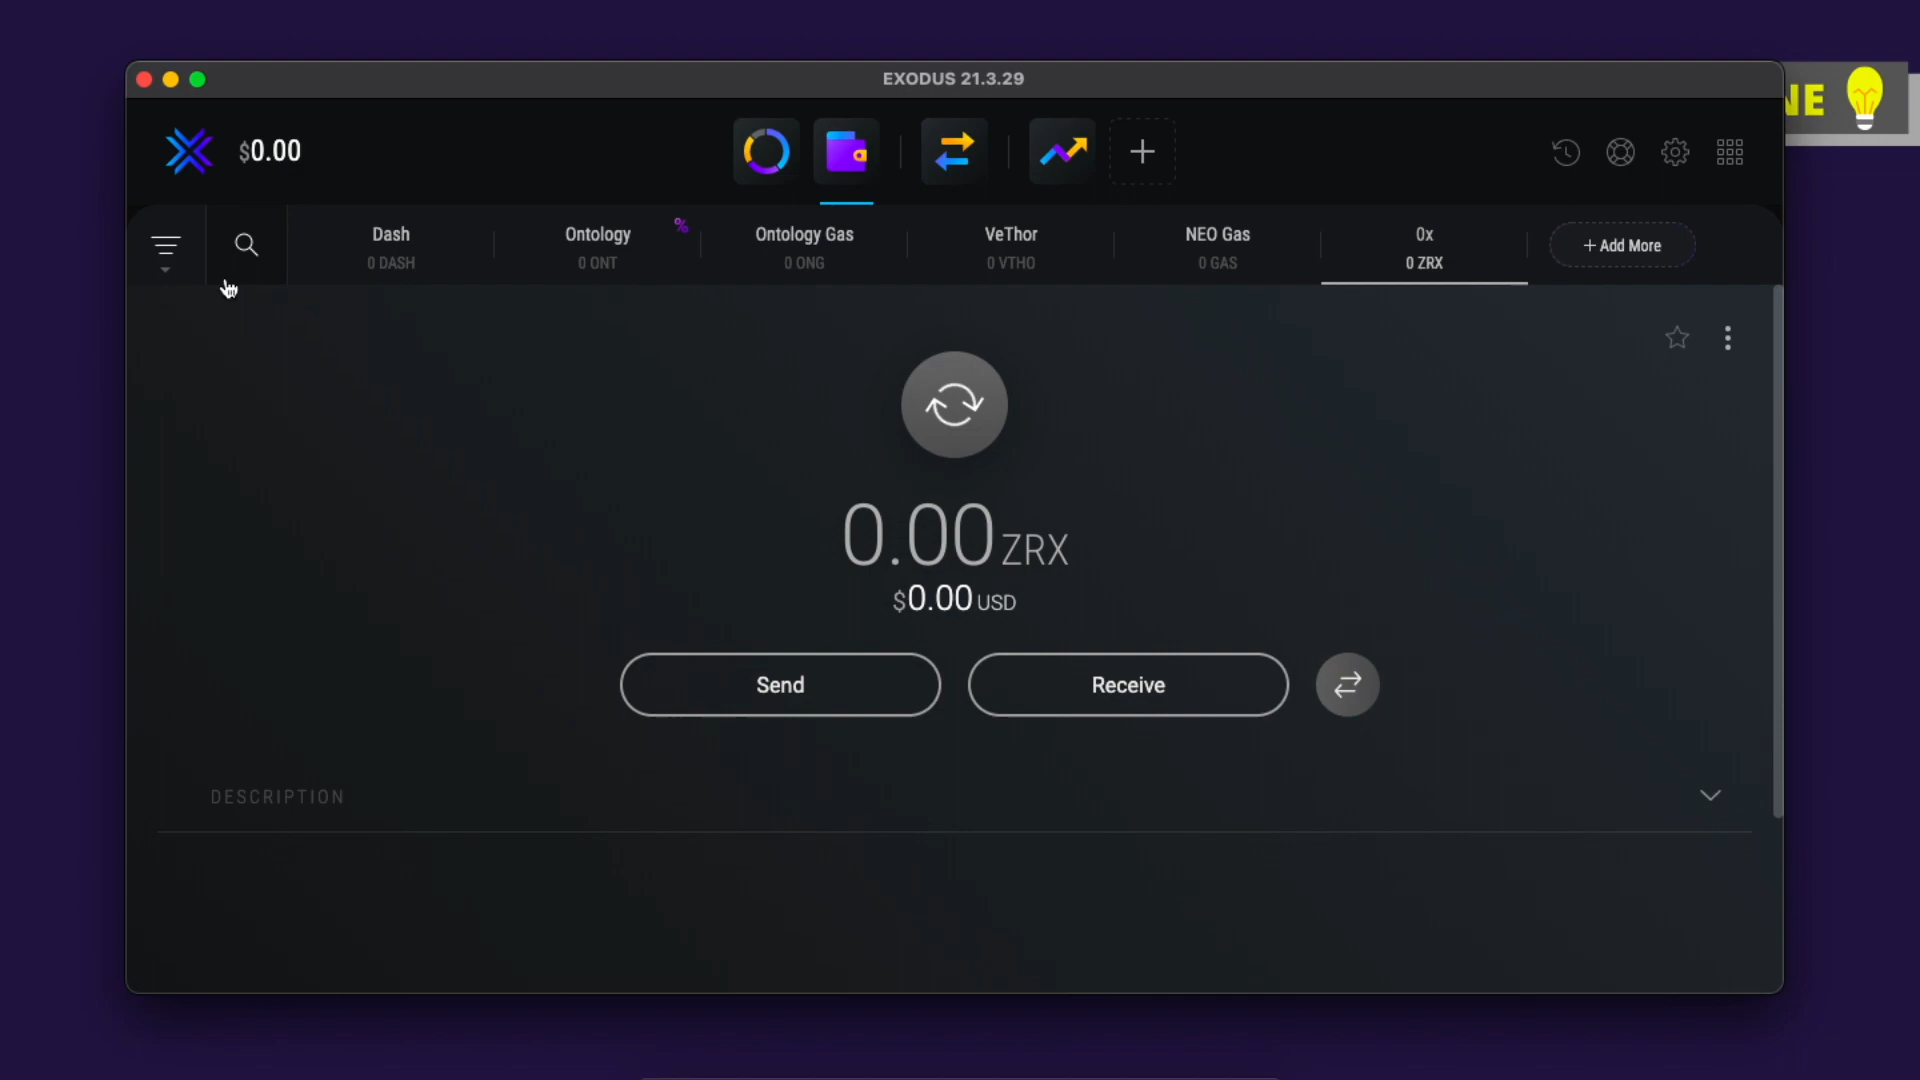 EXODUS 21.3.29
NE
$0.00
Dash
0 DASH
Ontology
%
0 ONT
Ontology Gas
0 ONG
VeThor
0 VTHO
NEO Gas
0 GAS
0x
0 ZRX
+ Add More
0.00 ZRX
$0.00 USD
Send
Receive
DESCRIPTION